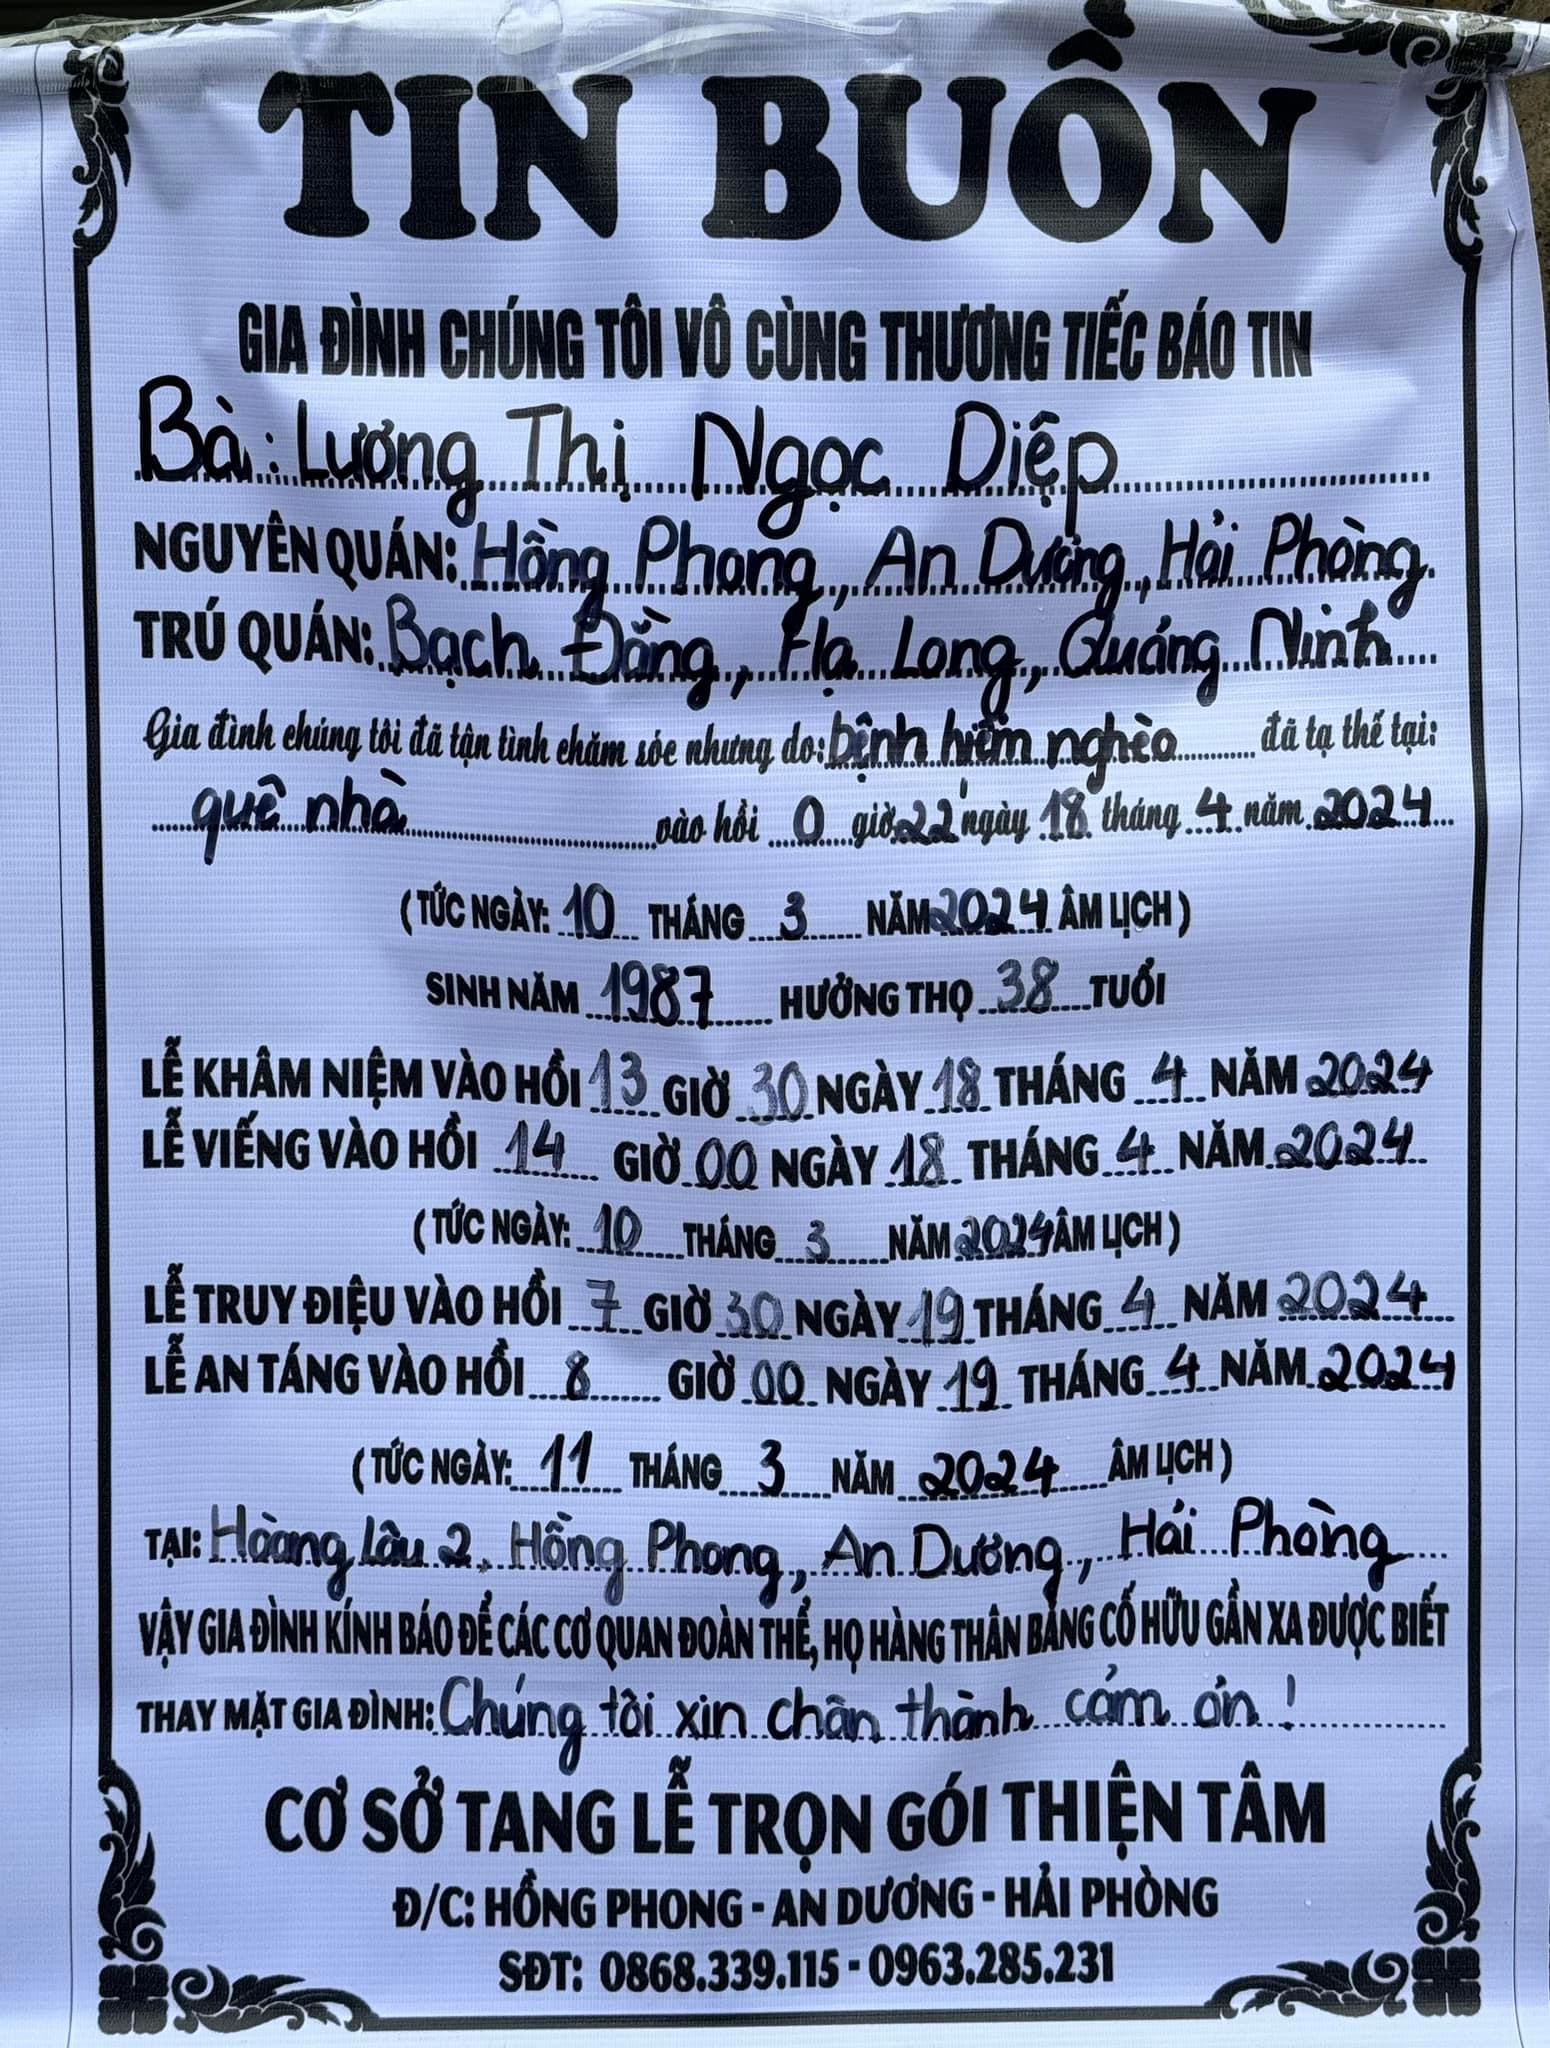 TIN BUỒN
GIA ĐÌNH CHÚNG TÔI VÔ CÙNG THƯƠNG TIẾC BÁO TIN
Bà: Lương Thị Ngọc Diệp
NGUYÊN QUÁN: Hồng Phong, An Dương, Hải Phòng
TRÚ QUÁN: Bạch Đằng, Hạ Long, Quảng Ninh
Gia đình chúng tôi đã tận tình chăm sóc nhưng do: bệnh hiểm nghèo đã tạ thế tại:
quê nhà vào hồi 0 giờ 22' ngày 18 tháng 4 năm 2024
(TỨC NGÀY: 10 THÁNG 3 NĂM 2024 ÂM LỊCH)
SINH NĂM 1987 HƯỞNG THỌ 38 TUỔI
LỄ KHÂM NIỆM VÀO HỒI 13 GIỜ 30 NGÀY 18 THÁNG 4 NĂM 2024
LỄ VIẾNG VÀO HỒI 14 GIỜ 00 NGÀY 18 THÁNG 4 NĂM 2024
(TỨC NGÀY: 10 THÁNG 3 NĂM 2024 ÂM LỊCH)
LỄ TRUY ĐIỆU VÀO HỒI 7 GIỜ 30 NGÀY 19 THÁNG 4 NĂM 2024
LỄ AN TÁNG VÀO HỒI 8 GIỜ 00 NGÀY 19 THÁNG 4 NĂM 2024
(TỨC NGÀY: 11 THÁNG 3 NĂM 2024 ÂM LỊCH)
TẠI: Hoàng Lâu 2, Hồng Phong, An Dương, Hải Phòng
VẬY GIA ĐÌNH KÍNH BÁO ĐỂ CÁC CƠ QUAN ĐOÀN THỂ, HỌ HÀNG THÂN BẰNG CỐ HỮU GẦN XA ĐƯỢC BIẾT
THAY MẶT GIA ĐÌNH: Chúng tôi xin chân thành cảm ơn!
CƠ SỞ TANG LỄ TRỌN GÓI THIỆN TÂM
Đ/C: HỒNG PHONG - AN DƯƠNG - HẢI PHÒNG
SĐT: 0868.339.115 - 0963.285.231